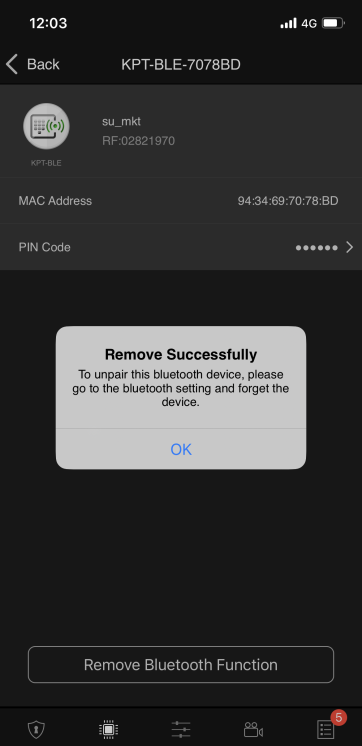 12:03
4G
Back
KPT-BLE-7078BD
su_mkt
RF:02821970
KPT-BLE
MAC Address
94:34:69:70:78:BD
PIN Code
••••••
Remove Successfully
To unpair this bluetooth device, please
go to the bluetooth setting and forget the
device.
OK
Remove Bluetooth Function
5